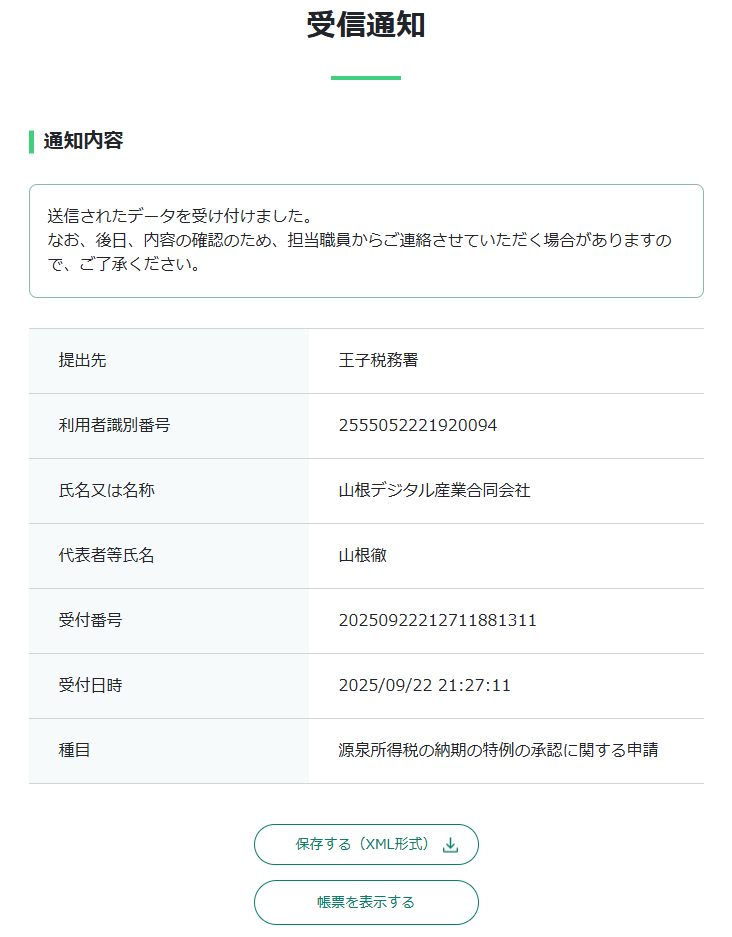 受信通知
通知内容
送信されたデータを受け付けました。
なお、後日、内容の確認のため、担当職員からご連絡させていただく場合がありますの
で、ご了承ください。
提出先 王子税務署
利用者識別番号 2555052221920094
氏名又は名称 山根デジタル産業合同会社
代表者等氏名 山根徹
受付番号 20250922212711881311
受付日時 2025/09/22 21:27:11
種目 源泉所得税の納期の特例の承認に関する申請
保存する（XML形式）
帳票を表示する